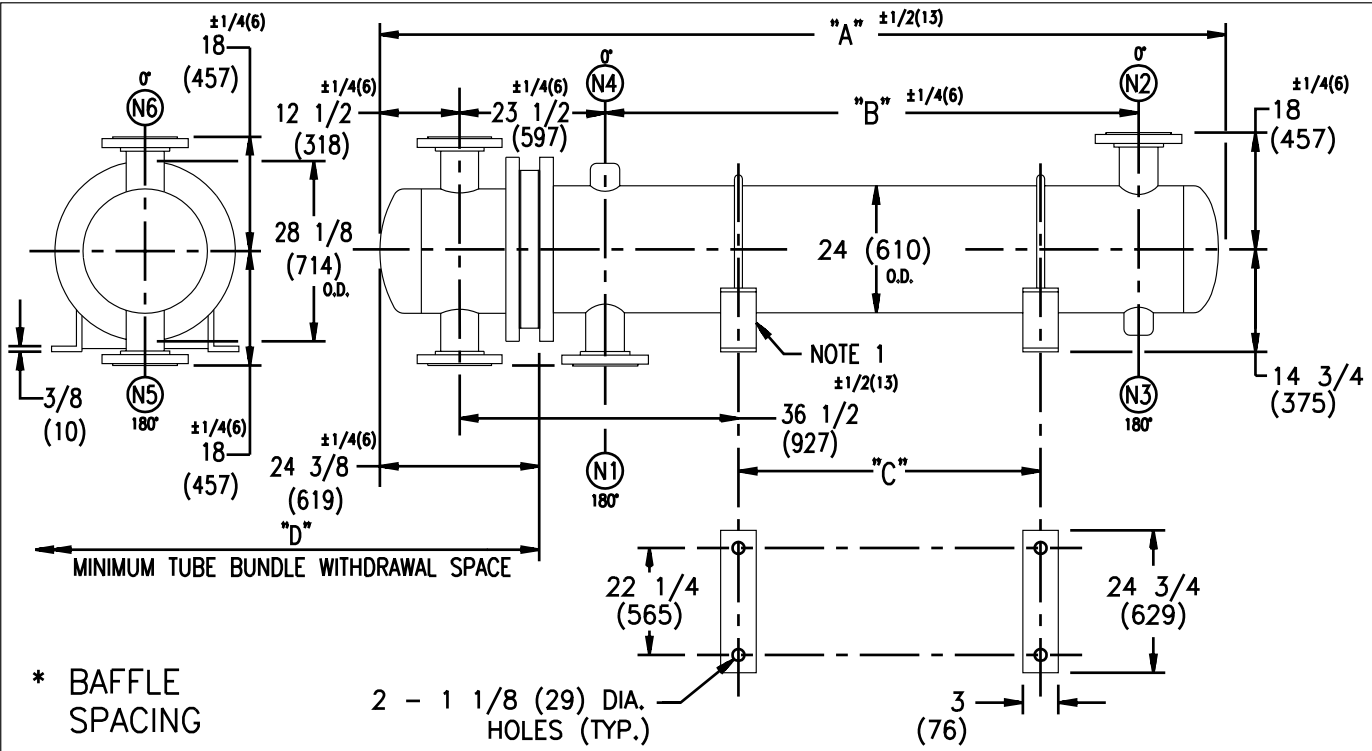 ±1/4(6)
18
(457)
0°
N6
±1/4(6)
12 1/2
(318)
±1/4(6)
23 1/2
(597)
0°
N4
"A" ±1/2(13)
"B" ±1/4(6)
0°
N2
±1/4(6)
18
(457)
28 1/8
(714)
O.D.
24 (610)
O.D.
3/8
(10)
N5
180°
±1/4(6)
18
(457)
±1/4(6)
24 3/8
(619)
N1
180°
NOTE 1
±1/2(13)
36 1/2
(927)
N3
180°
14 3/4
(375)
"C"
"D"
MINIMUM TUBE BUNDLE WITHDRAWAL SPACE
22 1/4
(565)
24 3/4
(629)
* BAFFLE
SPACING
2 - 1 1/8 (29) DIA.
HOLES (TYP.)
3
(76)